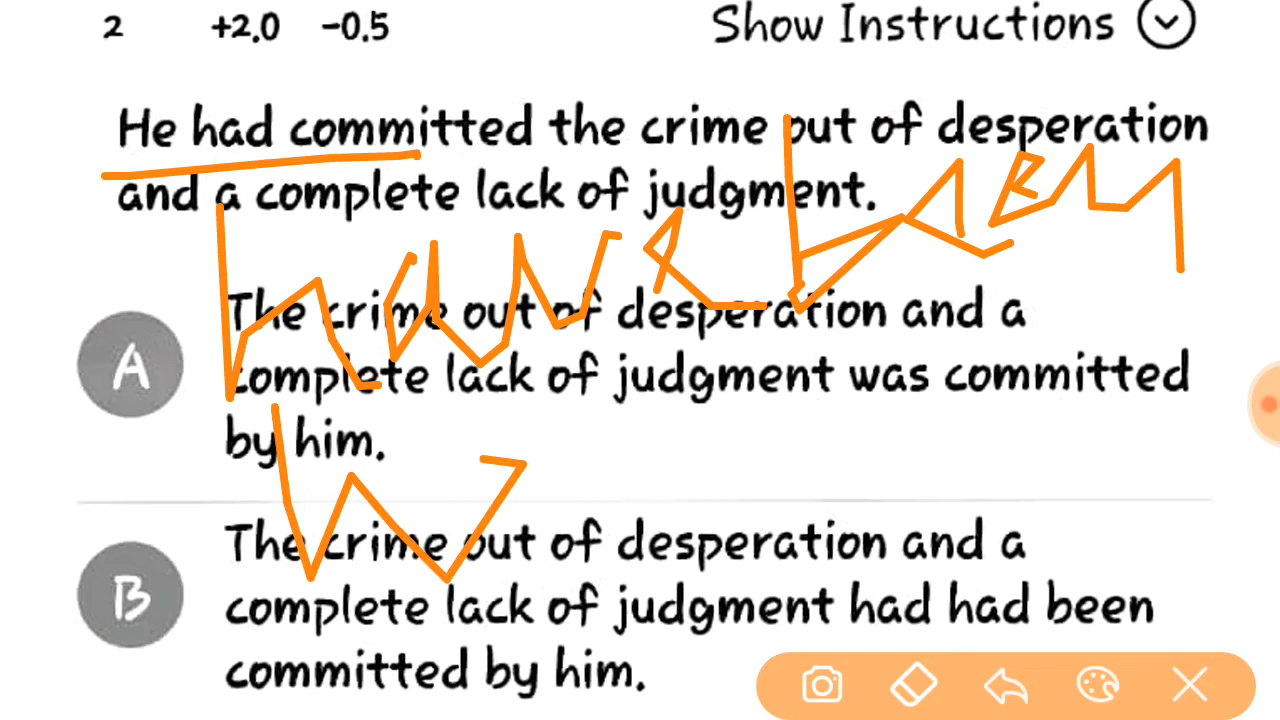 2 +2.0 -0.5 Show Instructions
He had committed the crime out of desperation
and a complete lack of judgment.
have been
A
The crime out of desperation and a
complete lack of judgment was committed
by him.
B
The crime out of desperation and a
complete lack of judgment had had been
committed by him.